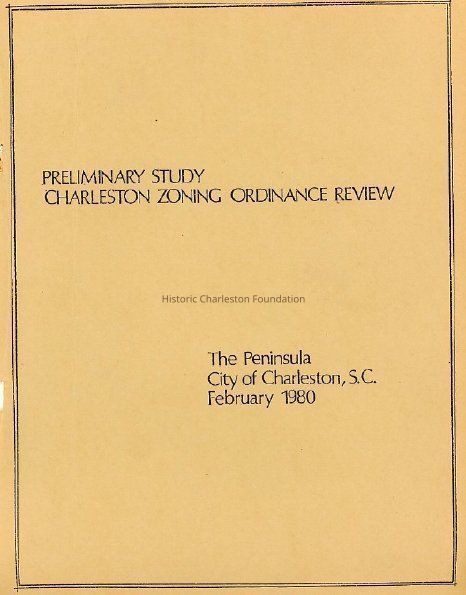 PRELIMINARY STUDY
CHARLESTON ZONING ORDINANCE REVIEW
Historic Charleston Foundation
The Peninsula
City of Charleston, S.C.
February 1980